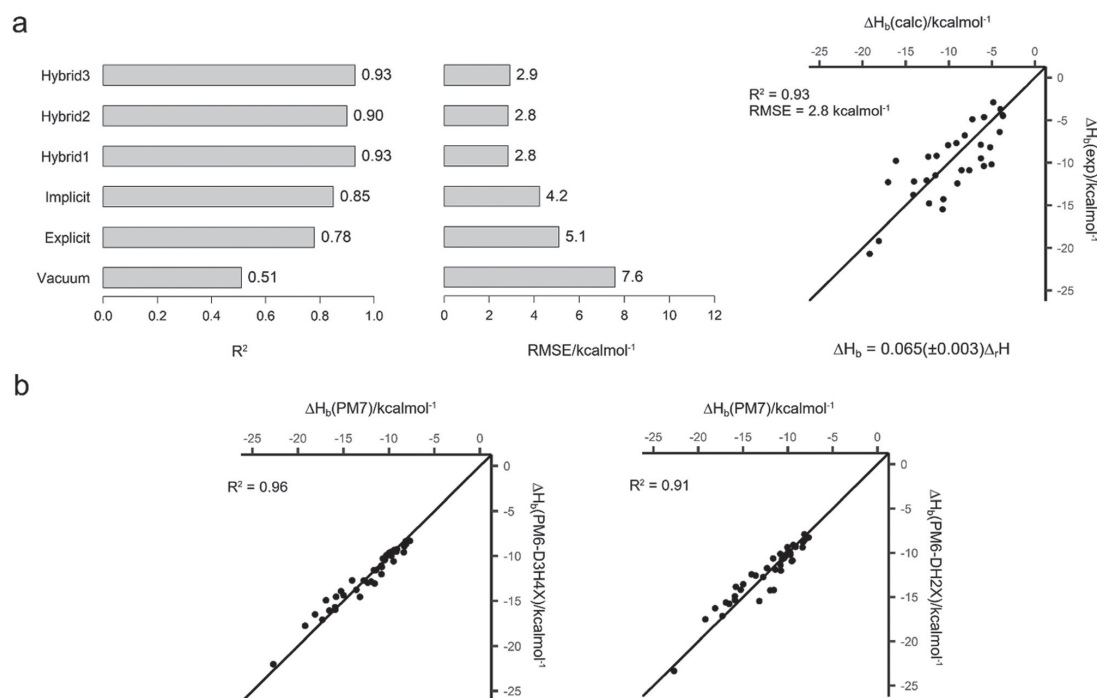 a
Hybrid3
0.93
Hybrid2
0.90
Hybrid1
0.93
Implicit
0.85
Explicit
0.78
Vacuum
0.51
0.0 0.2 0.4 0.6 0.8 1.0
R²
2.9
2.8
2.8
4.2
5.1
7.6
0 2 4 6 8 10 12
RMSE/kcalmol⁻¹
ΔH_b(calc)/kcalmol⁻¹
-25 -20 -15 -10 -5 0
R² = 0.93
RMSE = 2.8 kcalmol⁻¹
0
-5
-10
-15
-20
-25
ΔH_b(exp)/kcalmol⁻¹
ΔH_b = 0.065(±0.003)Δ_rH
b
ΔH_b(PM7)/kcalmol⁻¹
-25 -20 -15 -10 -5 0
R² = 0.96
0
-5
-10
-15
-20
-25
ΔH_b(PM6-D3H4X)/kcalmol⁻¹
ΔH_b(PM7)/kcalmol⁻¹
-25 -20 -15 -10 -5 0
R² = 0.91
0
-5
-10
-15
-20
-25
ΔH_b(PM6-DH2X)/kcalmol⁻¹